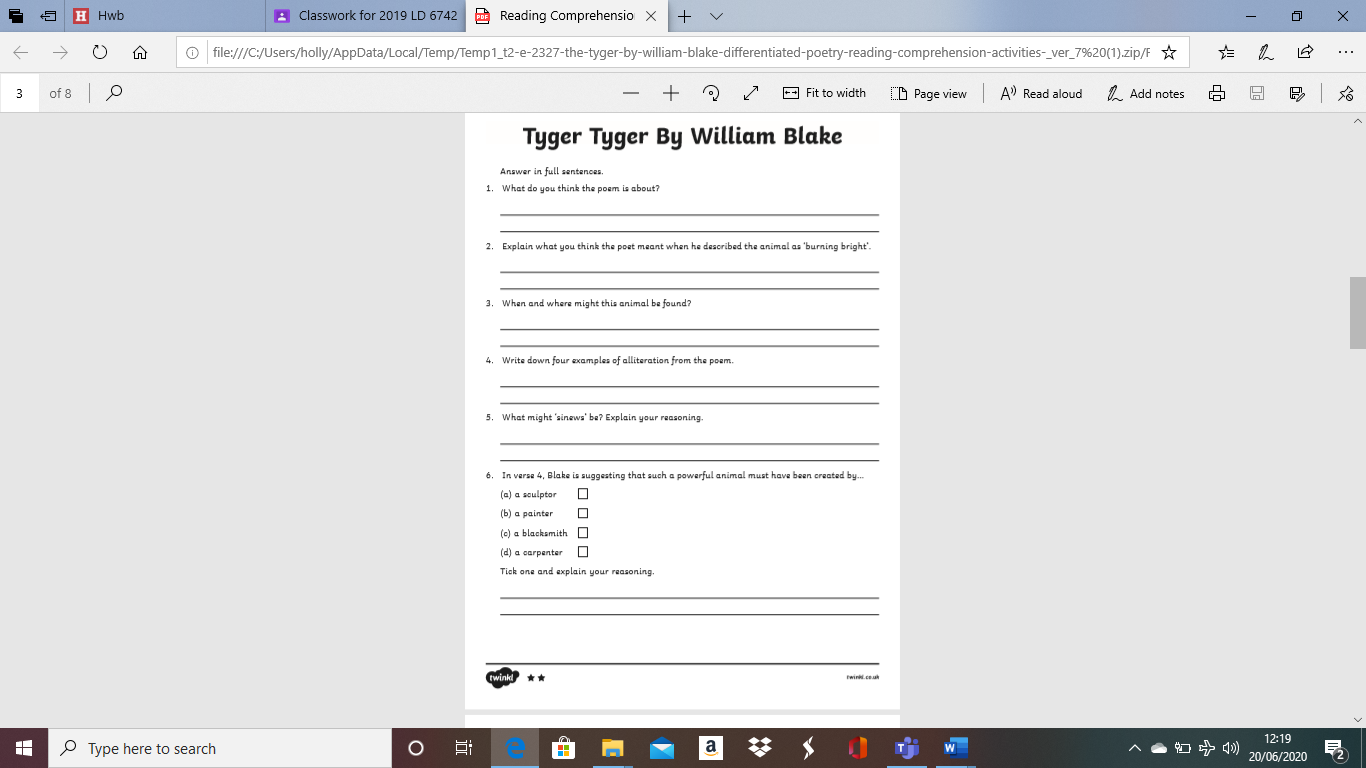 Hwb
Classwork for 2019 LD 6742
Reading Comprehensio
file:///C:/Users/holly/AppData/Local/Temp/Temp1_t2-e-2327-the-tyger-by-william-blake-differentiated-poetry-reading-comprehension-activities-_ver_7%20(1).zip/F
3 of 8
Fit to width
Page view
Read aloud
Add notes
Tyger Tyger By William Blake
Answer in full sentences.
1. What do you think the poem is about?
2. Explain what you think the poet meant when he described the animal as ‘burning bright’.
3. When and where might this animal be found?
4. Write down four examples of alliteration from the poem.
5. What might ‘sinews’ be? Explain your reasoning.
6. In verse 4, Blake is suggesting that such a powerful animal must have been created by...
(a) a sculptor
(b) a painter
(c) a blacksmith
(d) a carpenter
Tick one and explain your reasoning.
twinkl
twinkl.co.uk
Type here to search
12:19
20/06/2020
2